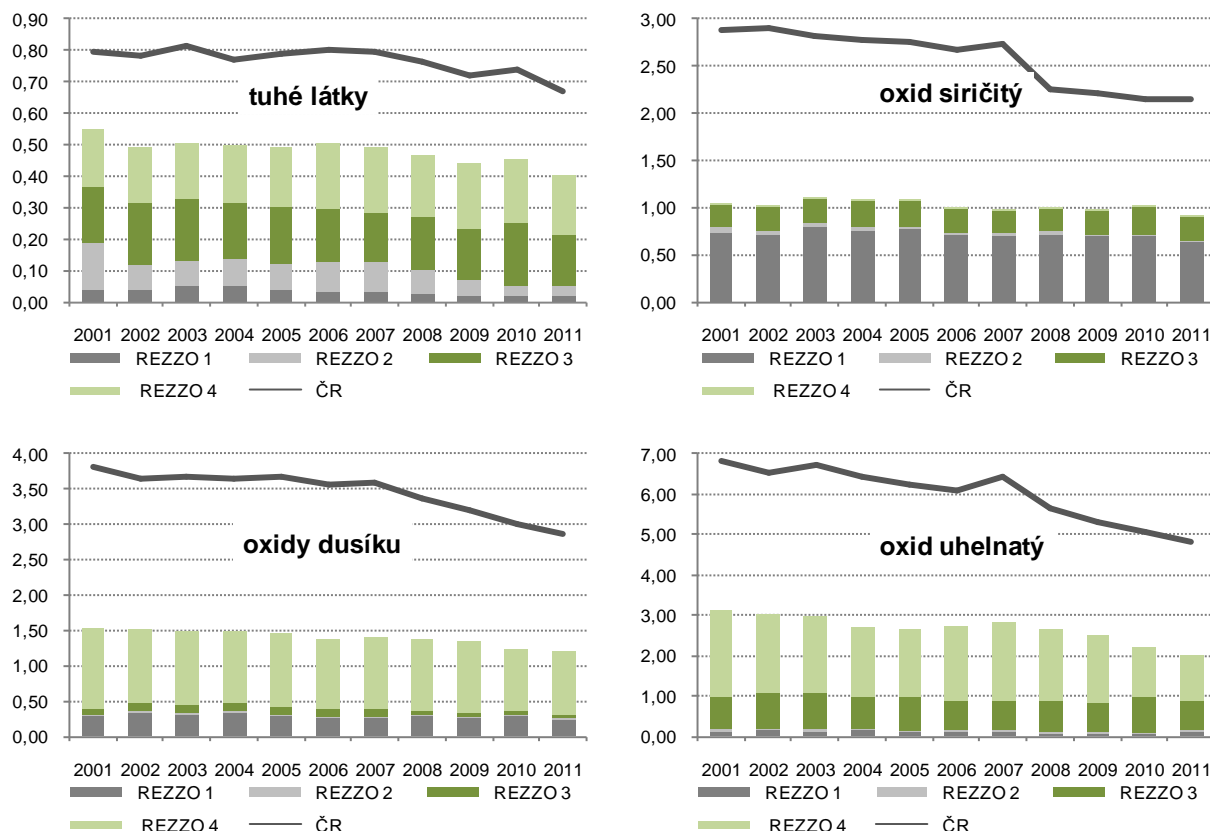 0,90
0,80
0,70
0,60
0,50
0,40
0,30
0,20
0,10
0,00
tuhé látky
2001 2002 2003 2004 2005 2006 2007 2008 2009 2010 2011
REZZO 1 REZZO 2 REZZO 3
REZZO 4 ČR
3,00
2,50
2,00
1,50
1,00
0,50
0,00
oxid siričitý
2001 2002 2003 2004 2005 2006 2007 2008 2009 2010 2011
REZZO 1 REZZO 2 REZZO 3
REZZO 4 ČR
4,00
3,50
3,00
2,50
2,00
1,50
1,00
0,50
0,00
oxidy dusíku
2001 2002 2003 2004 2005 2006 2007 2008 2009 2010 2011
REZZO 1 REZZO 2 REZZO 3
REZZO 4 ČR
7,00
6,00
5,00
4,00
3,00
2,00
1,00
0,00
oxid uhelnatý
2001 2002 2003 2004 2005 2006 2007 2008 2009 2010 2011
REZZO 1 REZZO 2 REZZO 3
REZZO 4 ČR